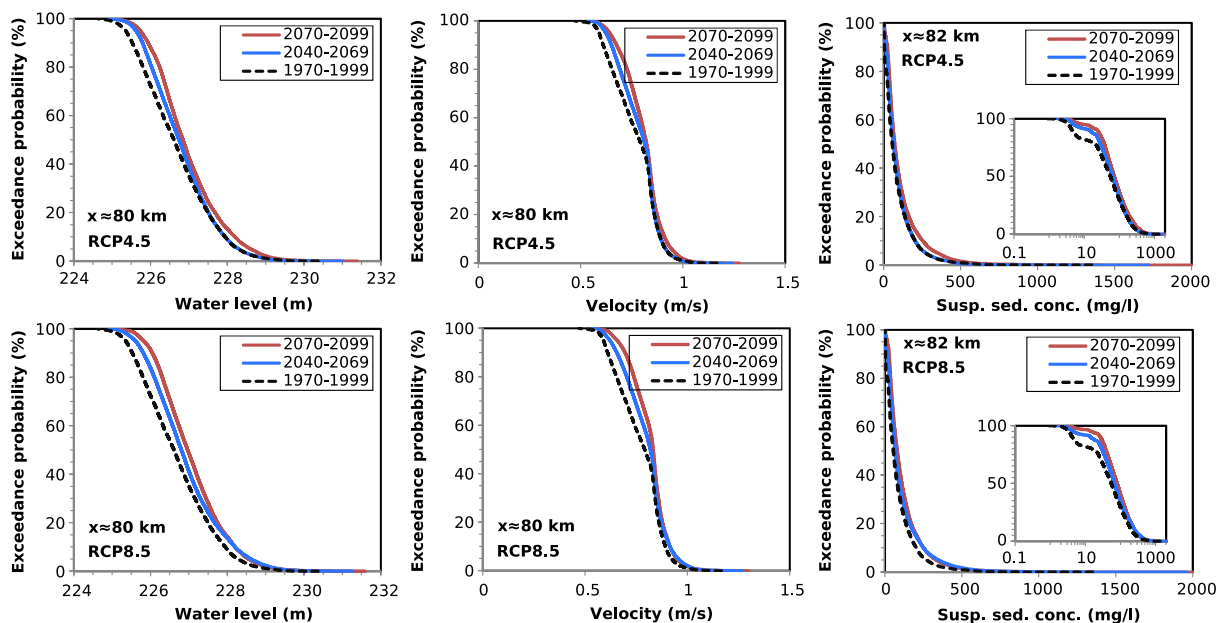 Exceedance probability (%)
100
80
60
40
20
0
2070-2099
2040-2069
1970-1999
x≈80 km
RCP4.5
224 226 228 230 232
Water level (m)
Exceedance probability (%)
100
80
60
40
20
0
2070-2099
2040-2069
1970-1999
x≈80 km
RCP4.5
0 0.5 1 1.5
Velocity (m/s)
Exceedance probability (%)
100
80
60
40
20
0
x≈82 km
RCP4.5
2070-2099
2040-2069
1970-1999
100
50
0
0.1 10 1000
0 500 1000 1500 2000
Susp. sed. conc. (mg/l)
Exceedance probability (%)
100
80
60
40
20
0
2070-2099
2040-2069
1970-1999
x≈80 km
RCP8.5
224 226 228 230 232
Water level (m)
Exceedance probability (%)
100
80
60
40
20
0
2070-2099
2040-2069
1970-1999
x≈80 km
RCP8.5
0 0.5 1 1.5
Velocity (m/s)
Exceedance probability (%)
100
80
60
40
20
0
x≈82 km
RCP8.5
2070-2099
2040-2069
1970-1999
100
50
0
0.1 10 1000
0 500 1000 1500 2000
Susp. sed. conc. (mg/l)